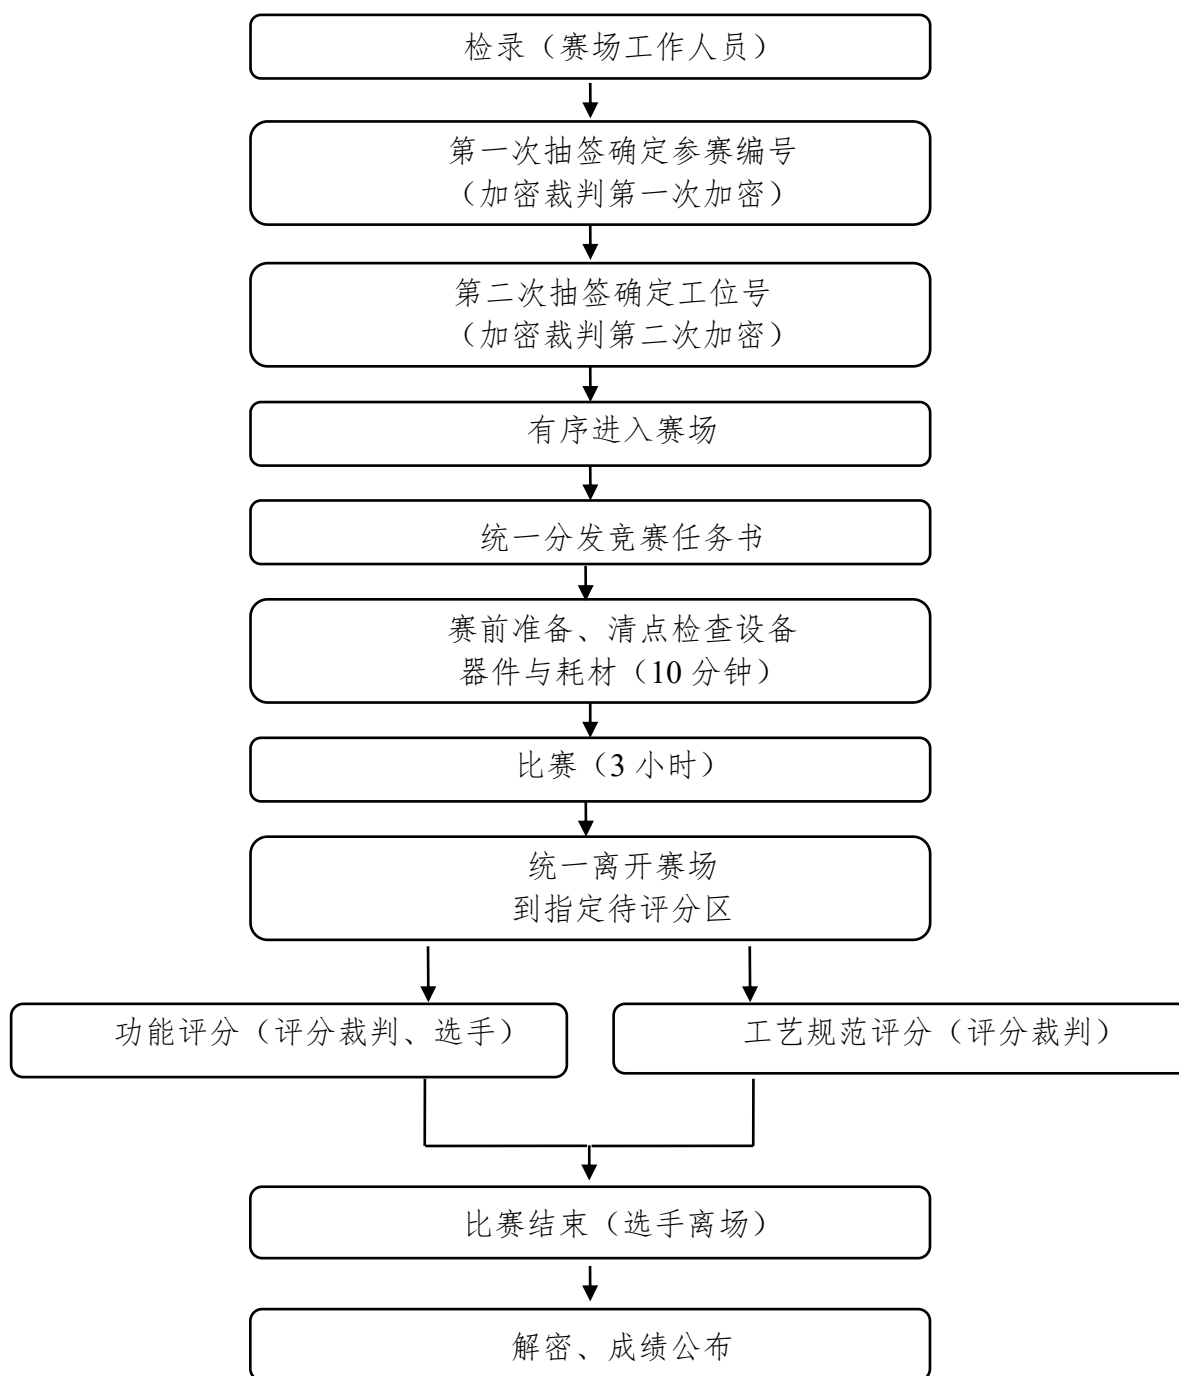 检录（赛场工作人员）
第一次抽签确定参赛编号
（加密裁判第一次加密）
第二次抽签确定工位号
（加密裁判第二次加密）
有序进入赛场
统一分发竞赛任务书
赛前准备、清点检查设备
器件与耗材（10 分钟）
比赛（3 小时）
统一离开赛场
到指定待评分区
功能评分（评分裁判、选手）
工艺规范评分（评分裁判）
比赛结束（选手离场）
解密、成绩公布